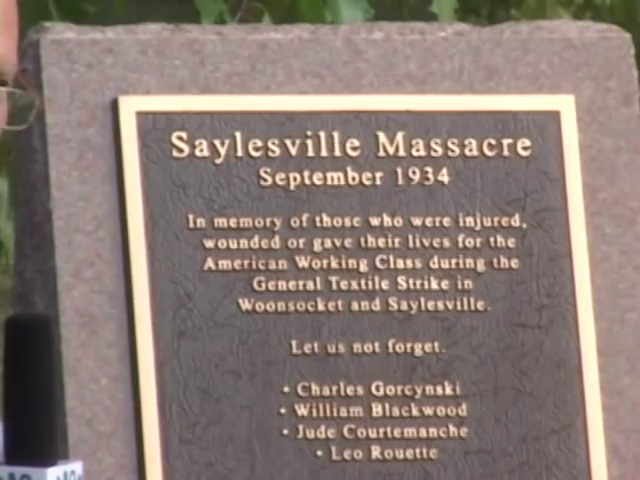 Saylesville Massacre
September 1934
In memory of those who were injured,
wounded or gave their lives for the
American Working Class during the
General Textile Strike in
Woonsocket and Saylesville.
Let us not forget.
• Charles Gorcynski
• William Blackwood
• Jude Courtemanche
• Leo Rouette